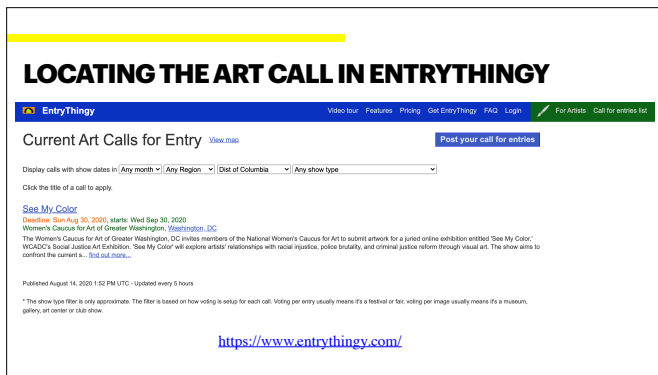 LOCATING THE ART CALL IN ENTRYTHINGY
EntryThingy Video tour Features Pricing Get EntryThingy FAQ Login For Artists Call for entries list
Current Art Calls for Entry View map Post your call for entries
Display calls with show dates in Any month Any Region Dist of Columbia Any show type
Click the title of a call to apply.
See My Color
Deadline: Sun Aug 30, 2020, starts: Wed Sep 30, 2020
Women's Caucus for Art of Greater Washington, Washington, DC
The Women's Caucus for Art of Greater Washington, DC invites members of the National Women's Caucus for Art to submit artwork for a juried online exhibition entitled 'See My Color,'
WCADC's Social Justice Art Exhibition. 'See My Color' will explore artists' relationships with racial injustice, police brutality, and criminal justice reform through visual art. The show aims to
confront the current s... find out more...
Published August 14, 2020 1:52 PM UTC - Updated every 5 hours
* The show type filter is only approximate. The filter is based on how voting is setup for each call. Voting per entry usually means it's a festival or fair, voting per image usually means it's a museum,
gallery, art center or club show.
https://www.entrythingy.com/